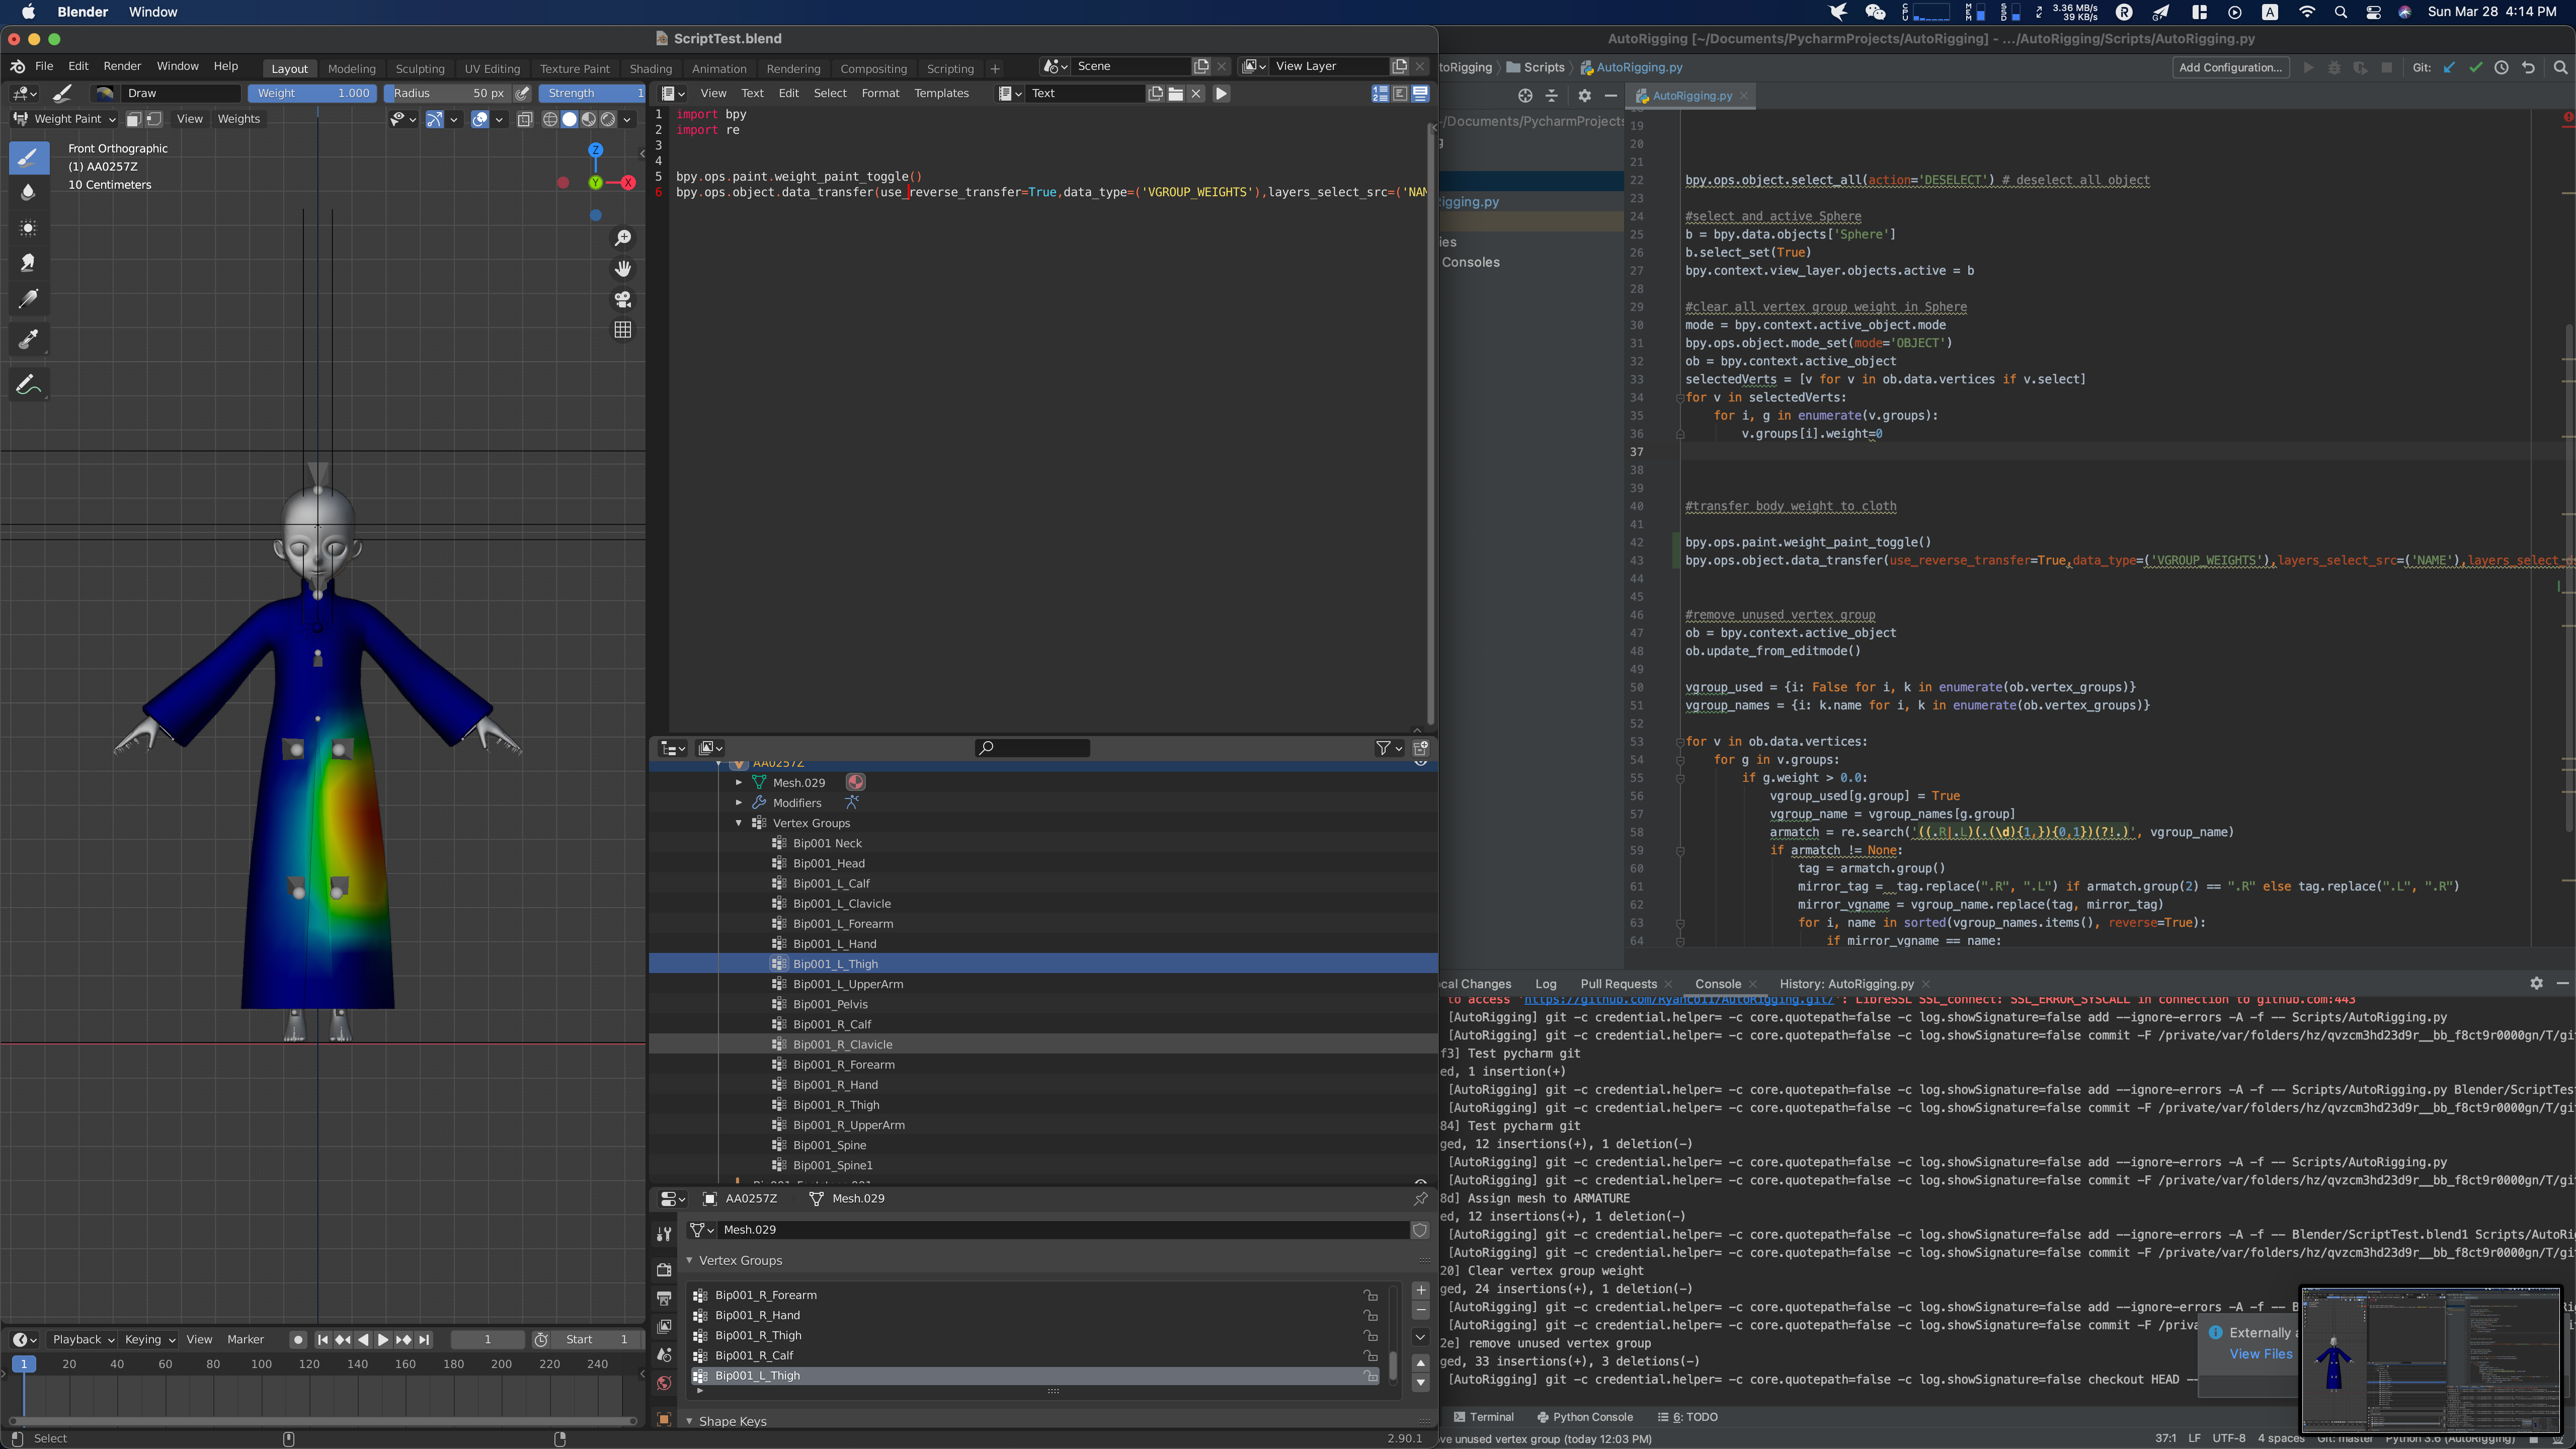 Blender Window
3.36 MB/s
39 KB/s
Sun Mar 28 4:14 PM
ScriptTest.blend
File Edit Render Window Help
Layout Modeling Sculpting UV Editing Texture Paint Shading Animation Rendering Compositing Scripting
Scene
View Layer
Draw
Weight 1.000
Radius 50 px
Strength 1
Weight Paint View Weights
Front Orthographic
(1) AA0257Z
10 Centimeters
Z
Y
X
View Text Edit Select Format Templates
Text
1 import bpy
2 import re
3
4
5 bpy.ops.paint.weight_paint_toggle()
6 bpy.ops.object.data_transfer(use_reverse_transfer=True,data_type=('VGROUP_WEIGHTS'),layers_select_src=('NAM
AA0257Z
Mesh.029
Modifiers
Vertex Groups
Bip001 Neck
Bip001_Head
Bip001_L_Calf
Bip001_L_Clavicle
Bip001_L_Forearm
Bip001_L_Hand
Bip001_L_Thigh
Bip001_L_UpperArm
Bip001_Pelvis
Bip001_R_Calf
Bip001_R_Clavicle
Bip001_R_Forearm
Bip001_R_Hand
Bip001_R_Thigh
Bip001_R_UpperArm
Bip001_Spine
Bip001_Spine1
AA0257Z Mesh.029
Mesh.029
Vertex Groups
Bip001_R_Forearm
Bip001_R_Hand
Bip001_R_Thigh
Bip001_R_Calf
Bip001_L_Thigh
Shape Keys
Playback Keying View Marker
1
Start 1
1 20 40 60 80 100 120 140 160 180 200 220 240
Select
2.90.1
AutoRigging [~/Documents/PycharmProjects/AutoRigging] - .../AutoRigging/Scripts/AutoRigging.py
toRigging Scripts AutoRigging.py
Add Configuration...
Git:
AutoRigging.py
~/Documents/PycharmProjects
igging.py
ies
Consoles
19
20
21
22 bpy.ops.object.select_all(action='DESELECT') # deselect all object
23
24 #select and active Sphere
25 b = bpy.data.objects['Sphere']
26 b.select_set(True)
27 bpy.context.view_layer.objects.active = b
28
29 #clear all vertex group weight in Sphere
30 mode = bpy.context.active_object.mode
31 bpy.ops.object.mode_set(mode='OBJECT')
32 ob = bpy.context.active_object
33 selectedVerts = [v for v in ob.data.vertices if v.select]
34 for v in selectedVerts:
35 for i, g in enumerate(v.groups):
36 v.groups[i].weight=0
37
38
39
40 #transfer body weight to cloth
41
42 bpy.ops.paint.weight_paint_toggle()
43 bpy.ops.object.data_transfer(use_reverse_transfer=True,data_type=('VGROUP_WEIGHTS'),layers_select_src=('NAME'),layers_select_ds
44
45
46 #remove unused vertex group
47 ob = bpy.context.active_object
48 ob.update_from_editmode()
49
50 vgroup_used = {i: False for i, k in enumerate(ob.vertex_groups)}
51 vgroup_names = {i: k.name for i, k in enumerate(ob.vertex_groups)}
52
53 for v in ob.data.vertices:
54 for g in v.groups:
55 if g.weight > 0.0:
56 vgroup_used[g.group] = True
57 vgroup_name = vgroup_names[g.group]
58 armatch = re.search('((.R|.L)(.(\d){1,}){0,1})(?!.)', vgroup_name)
59 if armatch != None:
60 tag = armatch.group()
61 mirror_tag = tag.replace(".R", ".L") if armatch.group(2) == ".R" else tag.replace(".L", ".R")
62 mirror_vgname = vgroup_name.replace(tag, mirror_tag)
63 for i, name in sorted(vgroup_names.items(), reverse=True):
64 if mirror_vgname == name:
cal Changes Log Pull Requests Console History: AutoRigging.py
to access 'https://github.com/Ryanco11/AutoRigging.git/': LibreSSL SSL_connect: SSL_ERROR_SYSCALL in connection to github.com:443
[AutoRigging] git -c credential.helper= -c core.quotepath=false -c log.showSignature=false add --ignore-errors -A -f -- Scripts/AutoRigging.py
[AutoRigging] git -c credential.helper= -c core.quotepath=false -c log.showSignature=false commit -F /private/var/folders/hz/qvzcm3hd23d9r__bb_f8ct9r0000gn/T/git
f3] Test pycharm git
ed, 1 insertion(+)
[AutoRigging] git -c credential.helper= -c core.quotepath=false -c log.showSignature=false add --ignore-errors -A -f -- Scripts/AutoRigging.py Blender/ScriptTes
[AutoRigging] git -c credential.helper= -c core.quotepath=false -c log.showSignature=false commit -F /private/var/folders/hz/qvzcm3hd23d9r__bb_f8ct9r0000gn/T/git
84] Test pycharm git
ged, 12 insertions(+), 1 deletion(-)
[AutoRigging] git -c credential.helper= -c core.quotepath=false -c log.showSignature=false add --ignore-errors -A -f -- Scripts/AutoRigging.py
[AutoRigging] git -c credential.helper= -c core.quotepath=false -c log.showSignature=false commit -F /private/var/folders/hz/qvzcm3hd23d9r__bb_f8ct9r0000gn/T/git
8d] Assign mesh to ARMATURE
ed, 12 insertions(+), 1 deletion(-)
[AutoRigging] git -c credential.helper= -c core.quotepath=false -c log.showSignature=false add --ignore-errors -A -f -- Blender/ScriptTest.blend1 Scripts/AutoRi
[AutoRigging] git -c credential.helper= -c core.quotepath=false -c log.showSignature=false commit -F /private/var/folders/hz/qvzcm3hd23d9r__bb_f8ct9r0000gn/T/git
20] Clear vertex group weight
ged, 24 insertions(+), 1 deletion(-)
[AutoRigging] git -c credential.helper= -c core.quotepath=false -c log.showSignature=false add --ignore-errors -A -f -- B
[AutoRigging] git -c credential.helper= -c core.quotepath=false -c log.showSignature=false commit -F /priva
2e] remove unused vertex group
ged, 33 insertions(+), 3 deletions(-)
[AutoRigging] git -c credential.helper= -c core.quotepath=false -c log.showSignature=false checkout HEAD --
Externally
View Files
Terminal Python Console 6: TODO
ve unused vertex group (today 12:03 PM)
37:1 LF UTF-8 4 spaces Git: master Python 3.6 (AutoRigging)